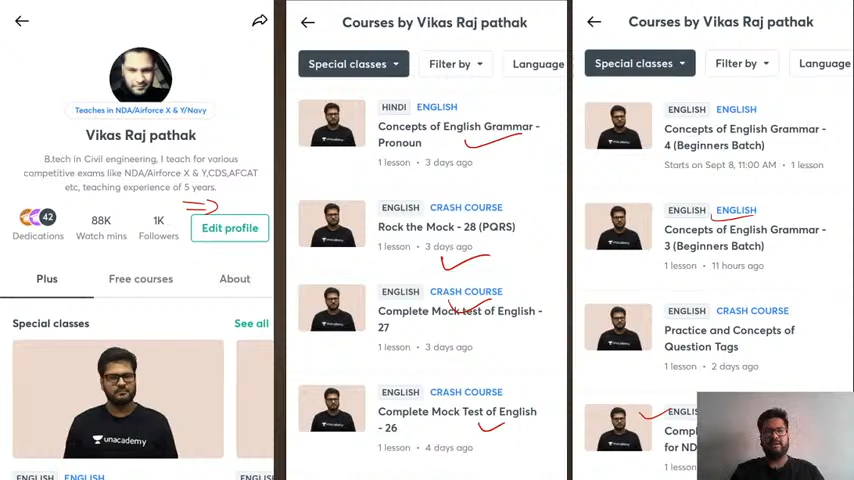 Teaches in NDA/Airforce X & Y/Navy
Vikas Raj pathak
B.tech in Civil engineering, I teach for various
competitive exams like NDA/Airforce X & Y,CDS,AFCAT
etc, teaching experience of 5 years.
42
88K
1K
Dedications
Watch mins
Followers
Edit profile
Plus
Free courses
About
Special classes
See all
unacademy
ENGLISH
ENGLISH
ENGLISH
Courses by Vikas Raj pathak
Special classes
Filter by
Language
HINDI ENGLISH
Concepts of English Grammar -
Pronoun
1 lesson • 3 days ago
ENGLISH CRASH COURSE
Rock the Mock - 28 (PQRS)
1 lesson • 3 days ago
ENGLISH CRASH COURSE
Complete Mock test of English -
27
1 lesson • 3 days ago
ENGLISH CRASH COURSE
Complete Mock Test of English
- 26
1 lesson • 4 days ago
Courses by Vikas Raj pathak
Special classes
Filter by
Language
ENGLISH ENGLISH
Concepts of English Grammar -
4 (Beginners Batch)
Starts on Sept 8, 11:00 AM • 1 lesson
ENGLISH ENGLISH
Concepts of English Grammar -
3 (Beginners Batch)
1 lesson • 11 hours ago
ENGLISH CRASH COURSE
Practice and Concepts of
Question Tags
1 lesson • 2 days ago
ENGLIS
Compl
for ND
1 lesson